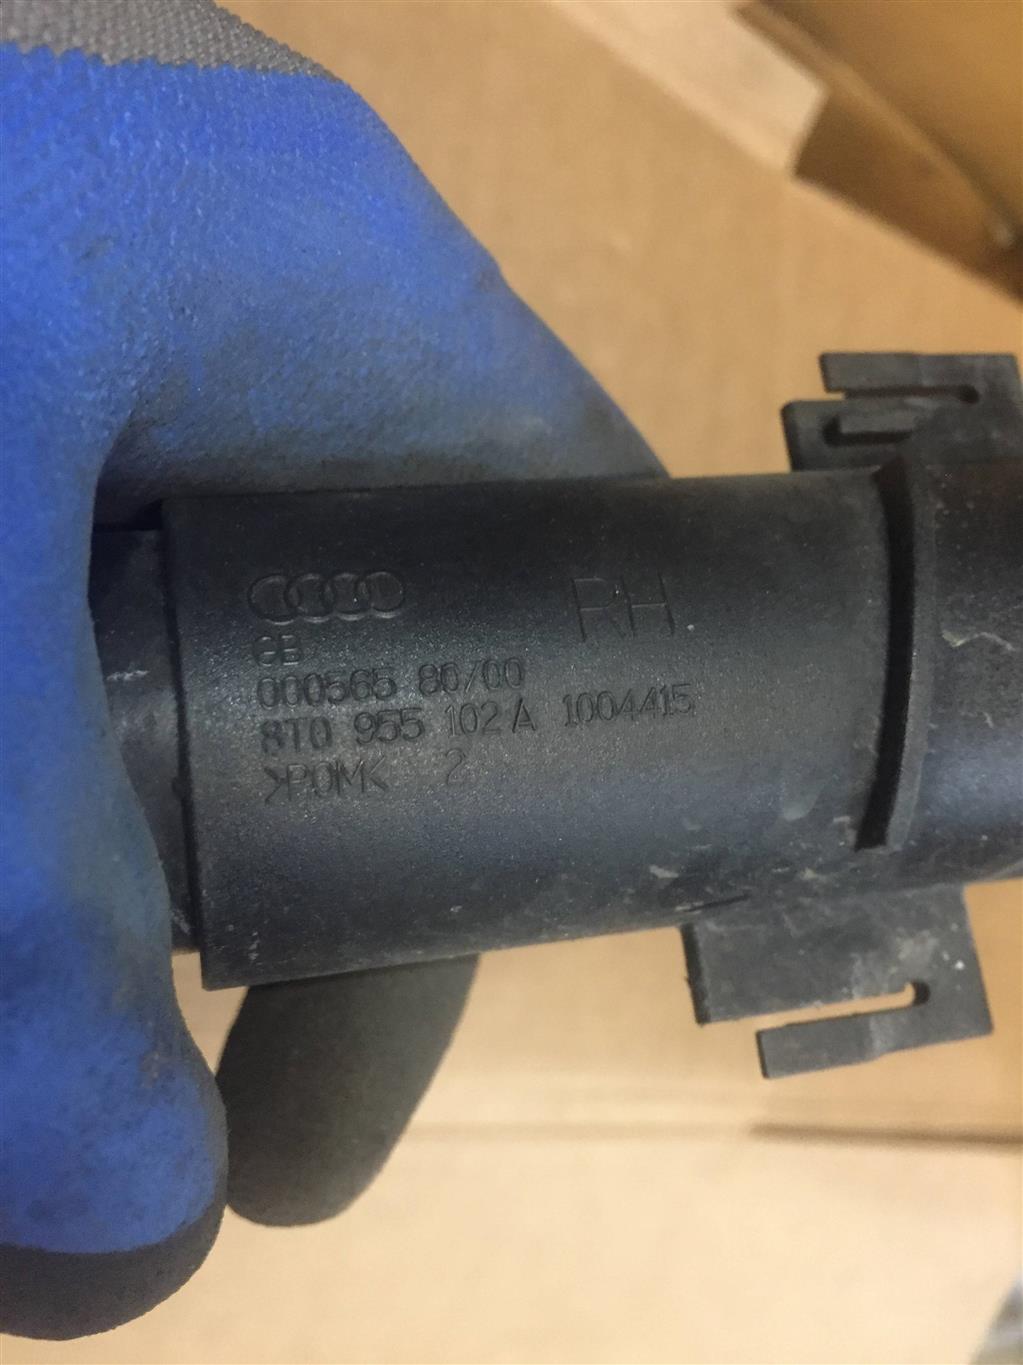 RH
GB
000565 80/00
8T0 955 102 A 1004415
>POM< 2